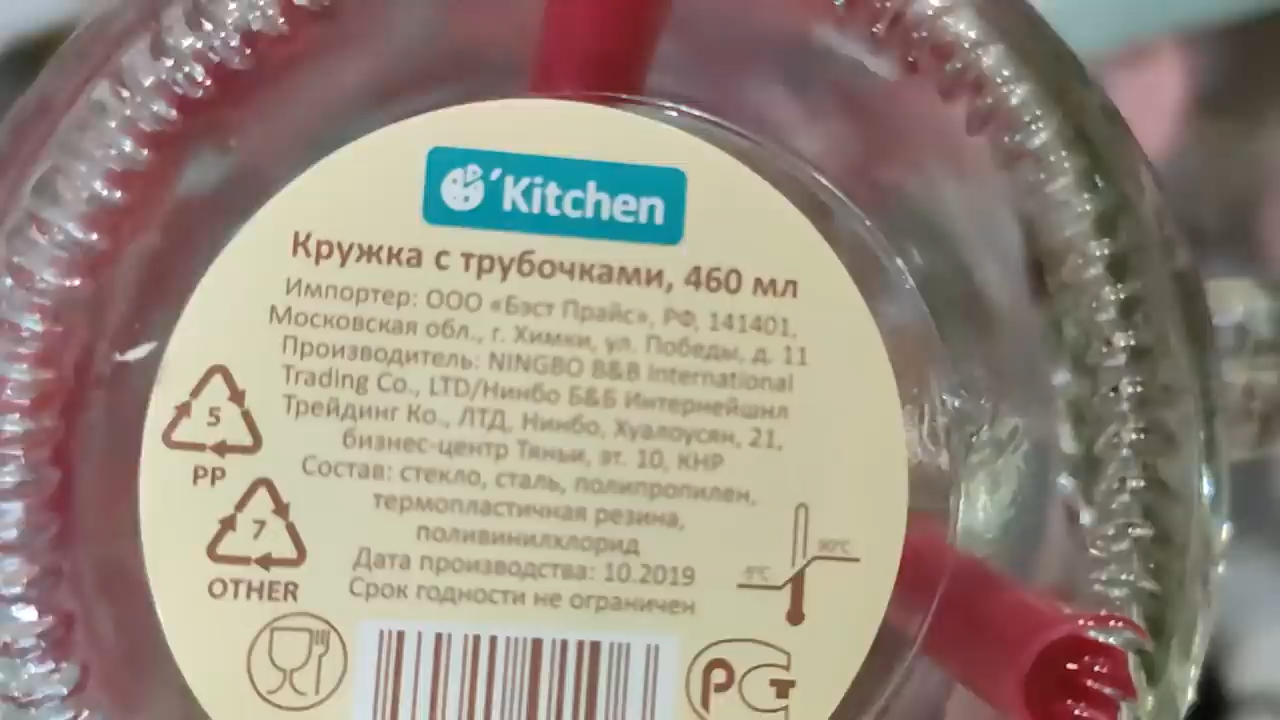 ´Kitchen
Кружка с трубочками, 460 мл
Импортер: ООО «Бэст Прайс», РФ, 141401,
Московская обл., г. Химки, ул. Победы, д. 11
Производитель: NINGBO B&B International
Trading Co., LTD/Нинбо Б&Б Интернейшнл
Трейдинг Ко., ЛТД, Нинбо, Хуалоусян, 21,
бизнес-центр Тяньи, эт. 10, КНР
Состав: стекло, сталь, полипропилен,
термопластичная резина,
поливинилхлорид
Дата производства: 10.2019
Срок годности не ограничен
5
PP
7
OTHER
90°C
РСТ